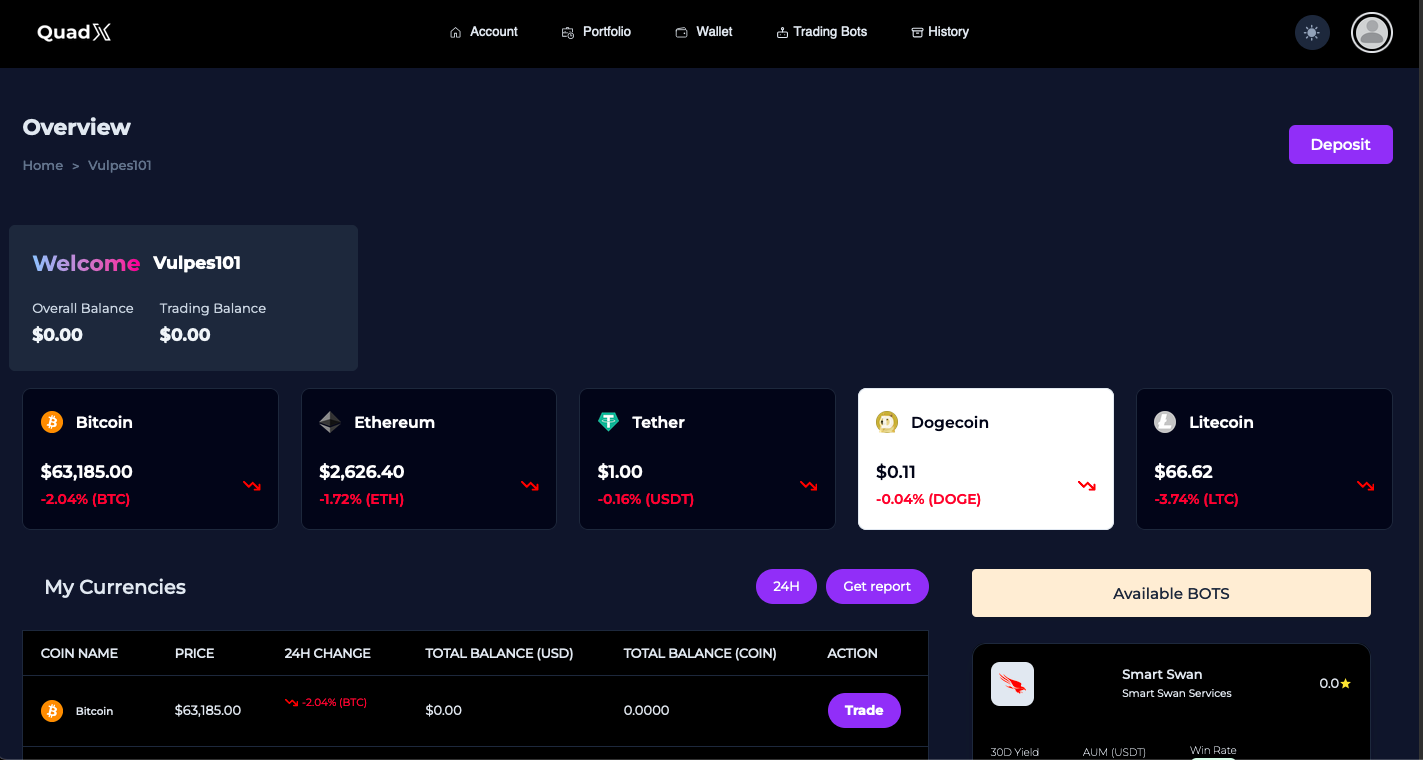 QuadX Account Portfolio Wallet Trading Bots History
Overview
Deposit
Home > Vulpes101
Welcome Vulpes101
Overall Balance Trading Balance
$0.00 $0.00
Bitcoin Ethereum Tether Dogecoin Litecoin
$63,185.00 $2,626.40 $1.00 $0.11 $66.62
-2.04% (BTC) -1.72% (ETH) -0.16% (USDT) -0.04% (DOGE) -3.74% (LTC)
My Currencies 24H Get report
COIN NAME PRICE 24H CHANGE TOTAL BALANCE (USD) TOTAL BALANCE (COIN) ACTION
Bitcoin $63,185.00 -2.04% (BTC) $0.00 0.0000 Trade
Available BOTS
Smart Swan
Smart Swan Services
0.0
30D Yield AUM (USDT) Win Rate